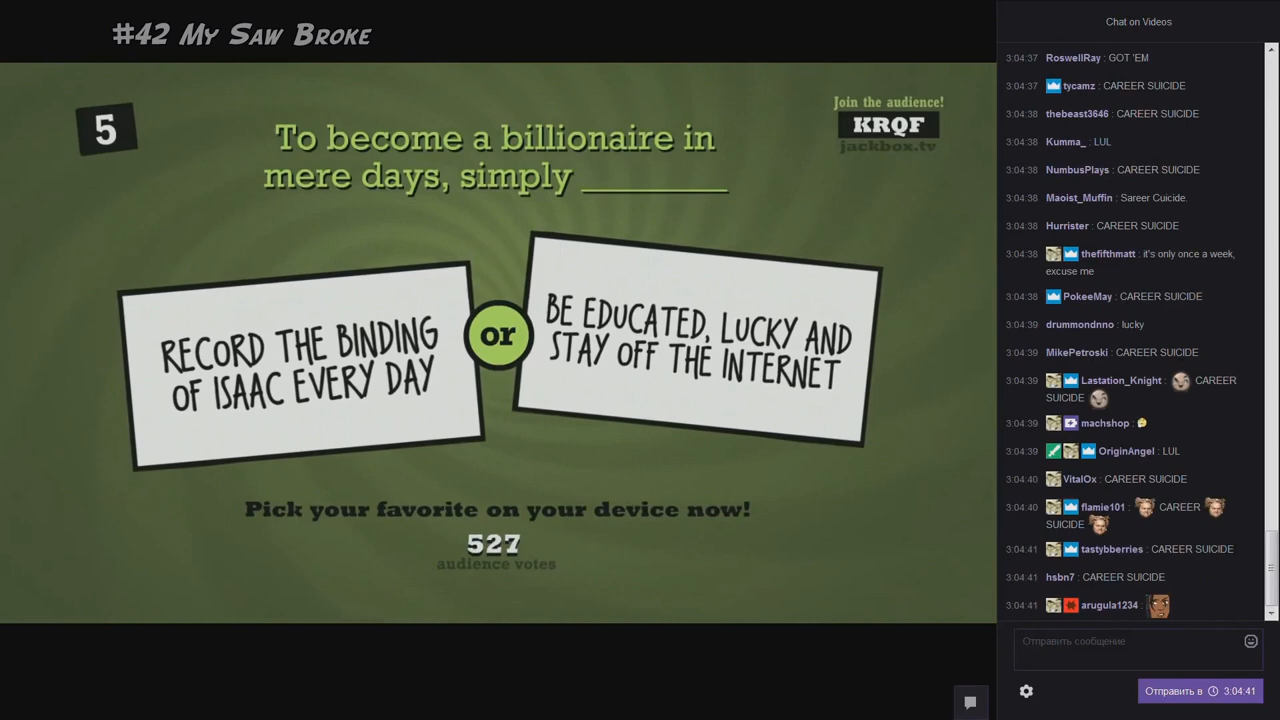 #42 My Saw Broke
5
To become a billionaire in
mere days, simply ________
Join the audience!
KRQF
jackbox.tv
RECORD THE BINDING
OF ISAAC EVERY DAY
or
BE EDUCATED, LUCKY AND
STAY OFF THE INTERNET
Pick your favorite on your device now!
527
audience votes
Chat on Videos
3:04:37 RoswellRay : GOT 'EM
3:04:37 tycamz : CAREER SUICIDE
3:04:38 thebeast3646 : CAREER SUICIDE
3:04:38 Kumma_ : LUL
3:04:38 NumbusPlays : CAREER SUICIDE
3:04:38 Maoist_Muffin : Sareer Cuicide.
3:04:38 Hurrister : CAREER SUICIDE
3:04:38 thefifthmatt : it's only once a week,
excuse me
3:04:38 PokeeMay : CAREER SUICIDE
3:04:39 drummondnno : lucky
3:04:39 MikePetroski : CAREER SUICIDE
3:04:39 Lastation_Knight : CAREER
SUICIDE
3:04:39 machshop :
3:04:39 OriginAngel : LUL
3:04:40 VitalOx : CAREER SUICIDE
3:04:40 flamie101 : CAREER
SUICIDE
3:04:41 tastybberries : CAREER SUICIDE
3:04:41 hsbn7 : CAREER SUICIDE
3:04:41 arugula1234 :
Отправить сообщение
Отправить в 3:04:41